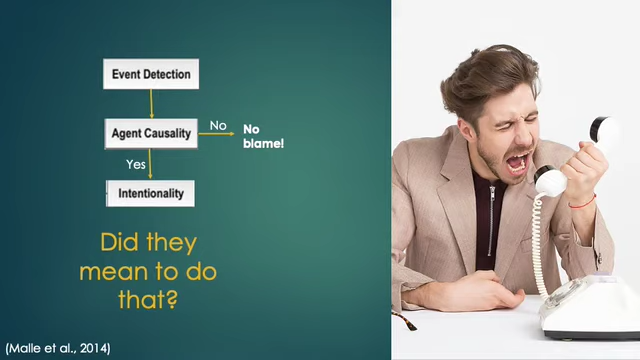 Event Detection
Agent Causality
No
No
blame!
Yes
Intentionality
Did they
mean to do
that?
(Malle et al., 2014)